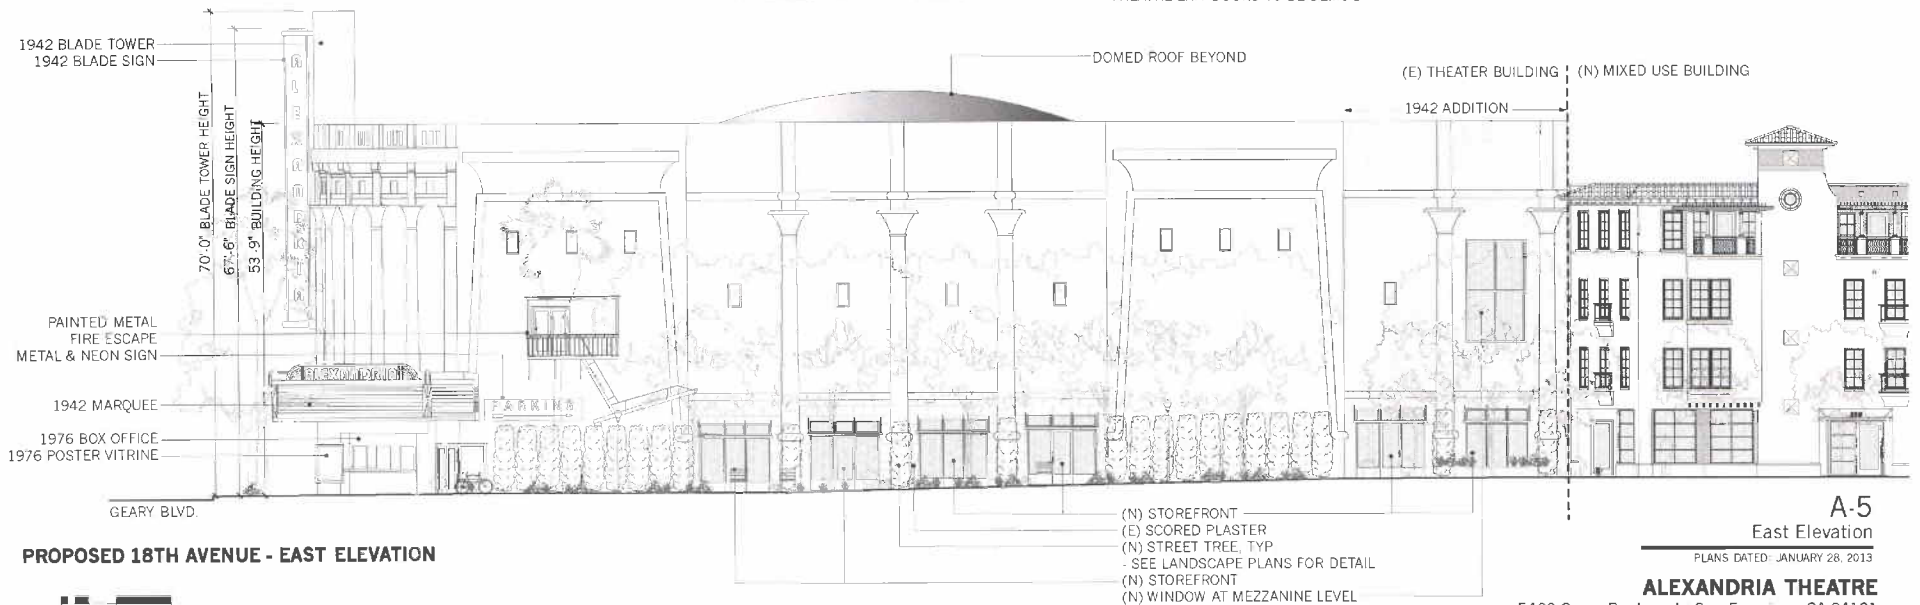 1942 BLADE TOWER
1942 BLADE SIGN
70'-0" BLADE TOWER HEIGHT
67'-6" BLADE SIGN HEIGHT
53'-9" BUILDING HEIGHT
ALEXANDRIA
DOMED ROOF BEYOND
(E) THEATER BUILDING
(N) MIXED USE BUILDING
1942 ADDITION
PAINTED METAL
FIRE ESCAPE
METAL & NEON SIGN
ALEXANDRIA
1942 MARQUEE
PARKING
1976 BOX OFFICE
1976 POSTER VITRINE
GEARY BLVD.
(N) STOREFRONT
(E) SCORED PLASTER
(N) STREET TREE, TYP
- SEE LANDSCAPE PLANS FOR DETAIL
(N) STOREFRONT
(N) WINDOW AT MEZZANINE LEVEL
PROPOSED 18TH AVENUE - EAST ELEVATION
A-5
East Elevation
PLANS DATED: JANUARY 28, 2013
ALEXANDRIA THEATRE